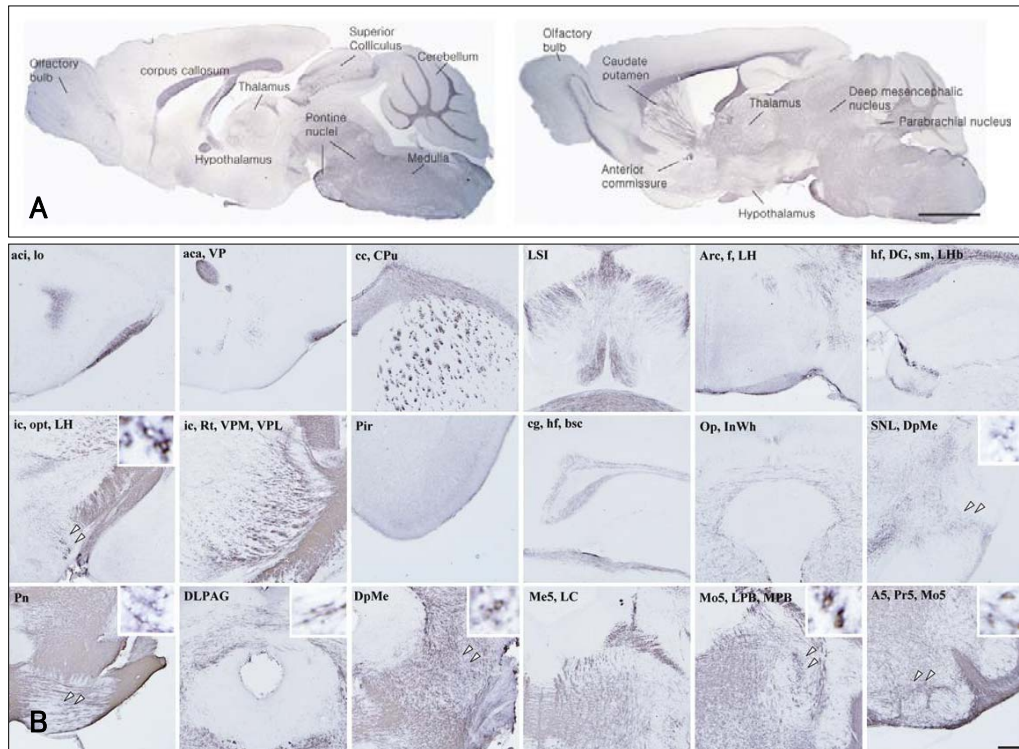 Olfactory
bulb
corpus callosum
Thalamus
Superior
Colliculus
Cerebellum
Pontine
nuclei
Hypothalamus
Medulla
A
Olfactory
bulb
Caudate
putamen
Thalamus
Deep mesencephalic
nucleus
Parabrachial nucleus
Anterior
commissure
Hypothalamus
aci, lo
aca, VP
cc, CPu
LSI
Arc, f, LH
hf, DG, sm, LHb
ic, opt, LH
ic, Rt, VPM, VPL
Pir
cg, hf, bsc
Op, InWh
SNL, DpMe
Pn
DLPAG
DpMe
Me5, LC
Mo5, LPB, MPB
A5, Pr5, Mo5
B